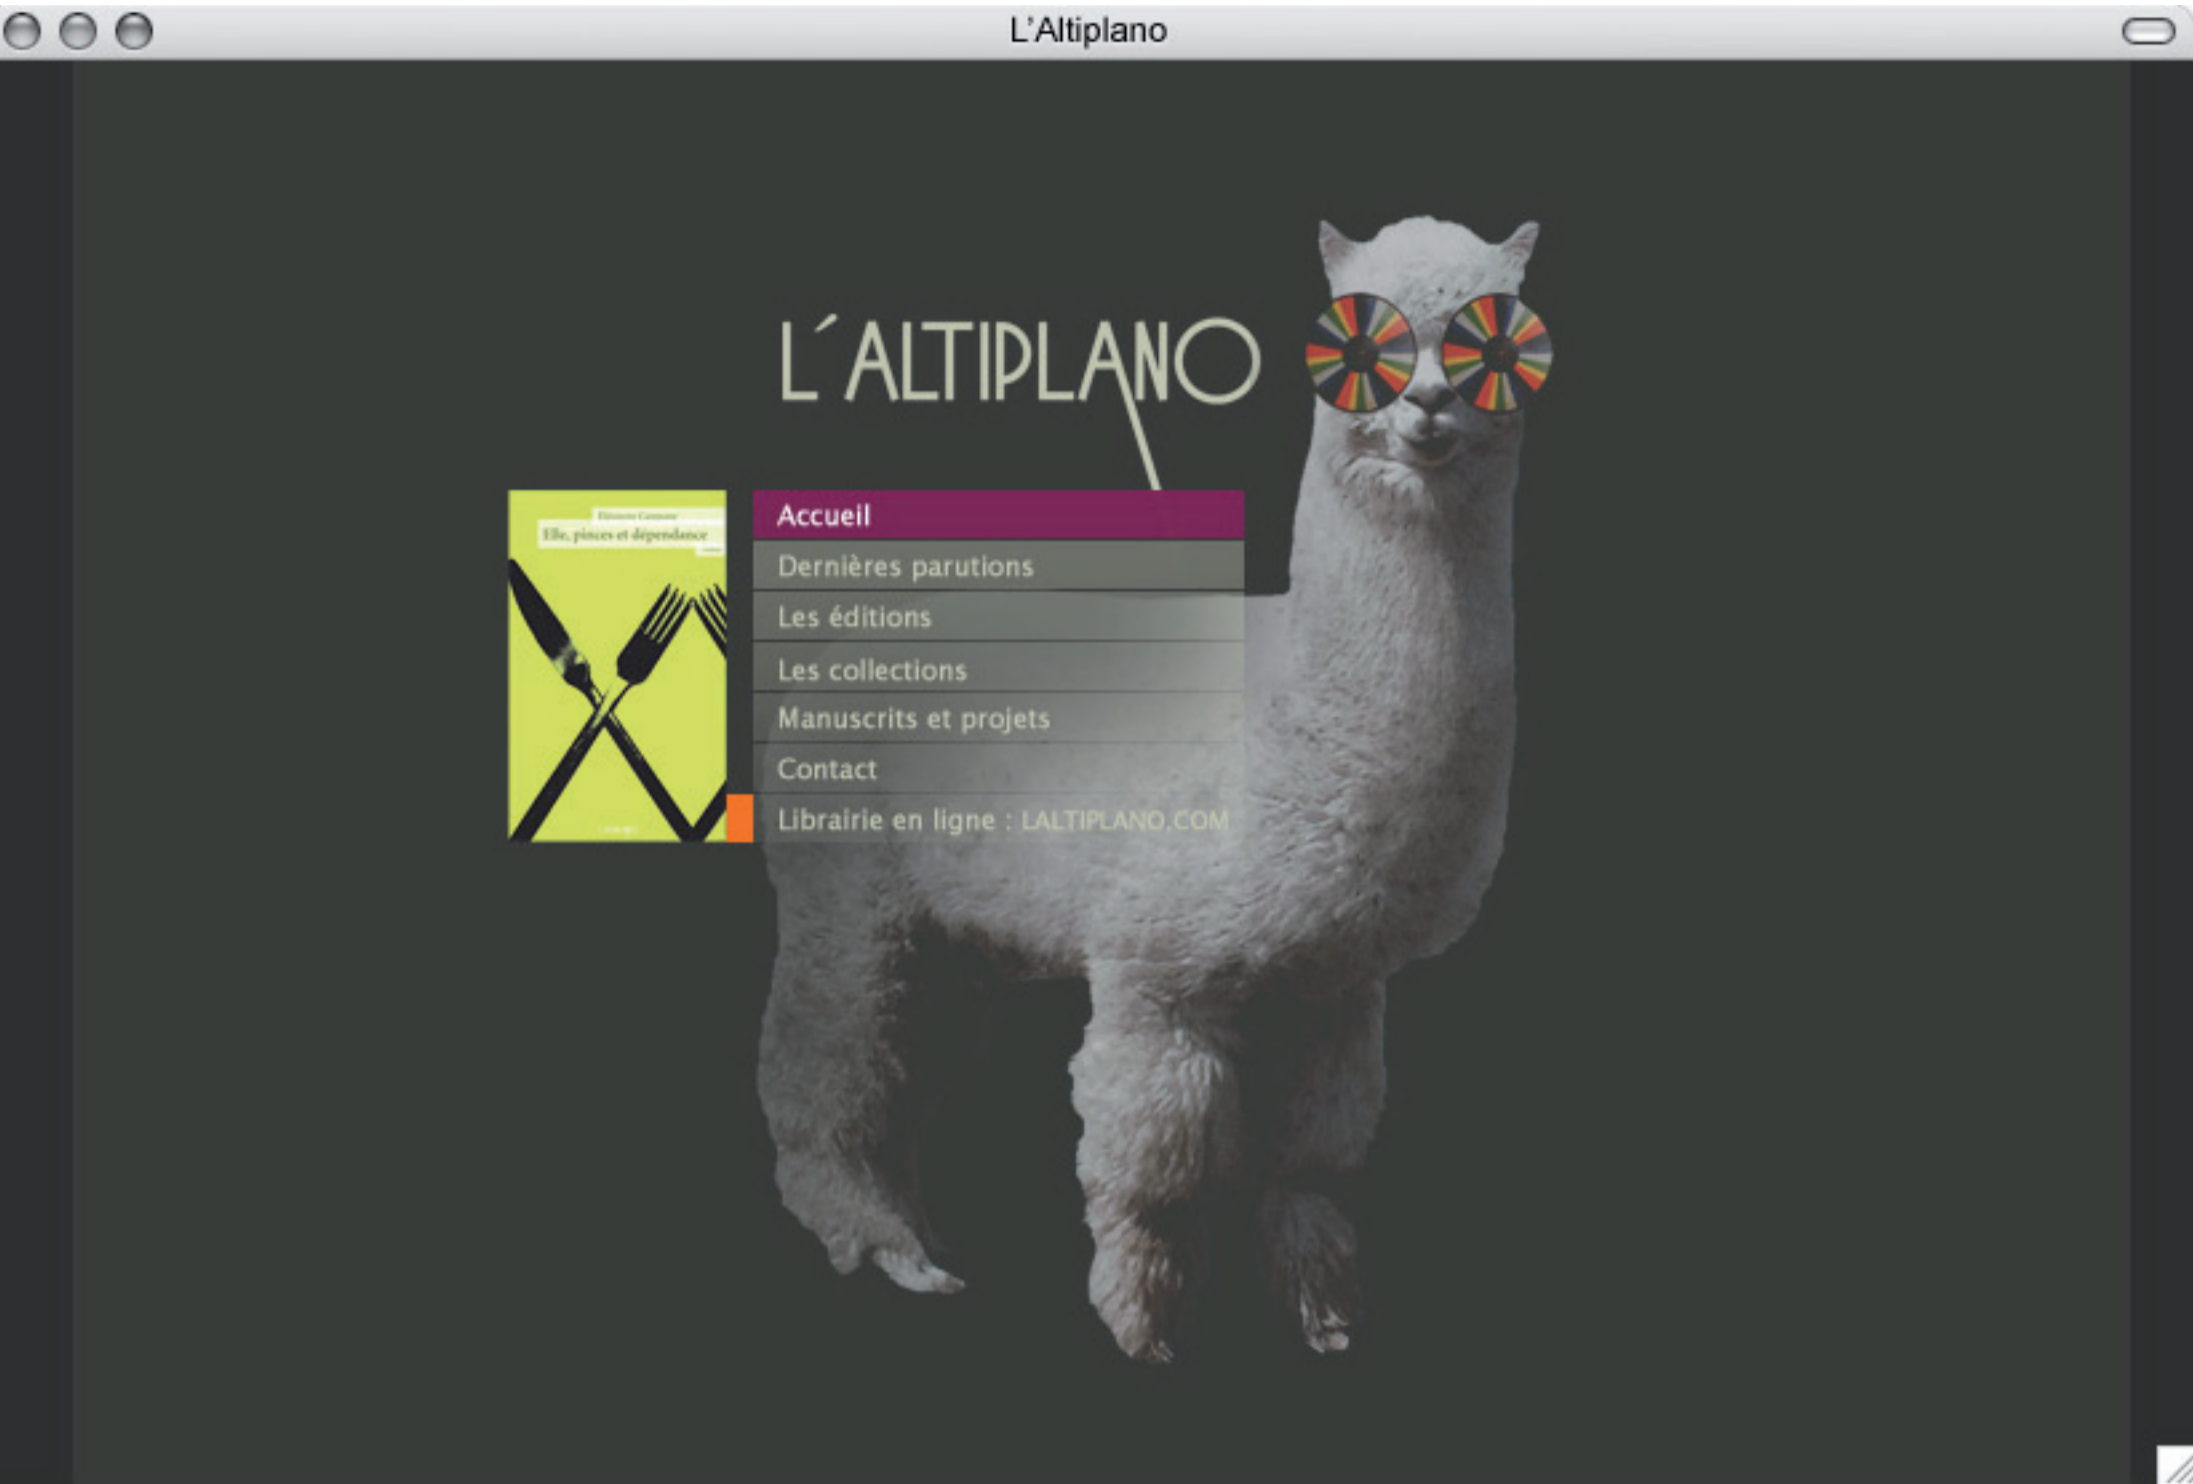 L’Altiplano
L´ALTIPLANO
Elle, pinces et dépendance
Accueil
Dernières parutions
Les éditions
Les collections
Manuscrits et projets
Contact
Librairie en ligne : LALTIPLANO.COM